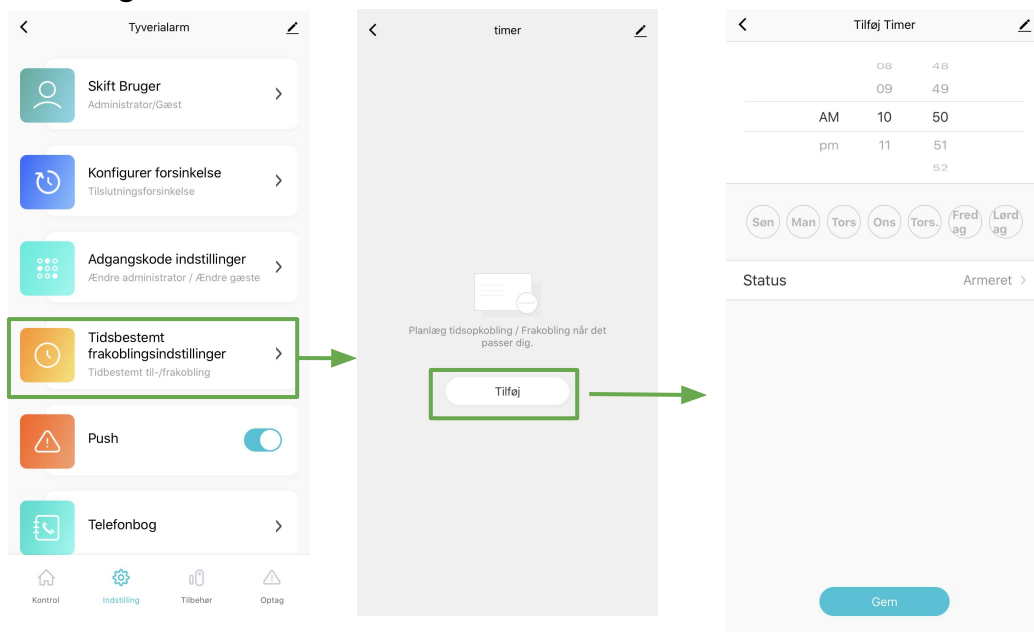 Tyverialarm
Skift Bruger
Administrator/Gæst
Konfigurer forsinkelse
Tilslutningsforsinkelse
Adgangskode indstillinger
Ændre administrator / Ændre gæste
Tidsbestemt
frakoblingsindstillinger
Tidbestemt til-/frakobling
Push
Telefonbog
Kontrol Indstilling Tilbehør Optag
timer
Planlæg tidsopkobling / Frakobling når det
passer dig.
Tilføj
Tilføj Timer
08 48
09 49
AM 10 50
pm 11 51
52
Søn Man Tors Ons Tors. Fred
ag Lørd
ag
Status Armeret
Gem